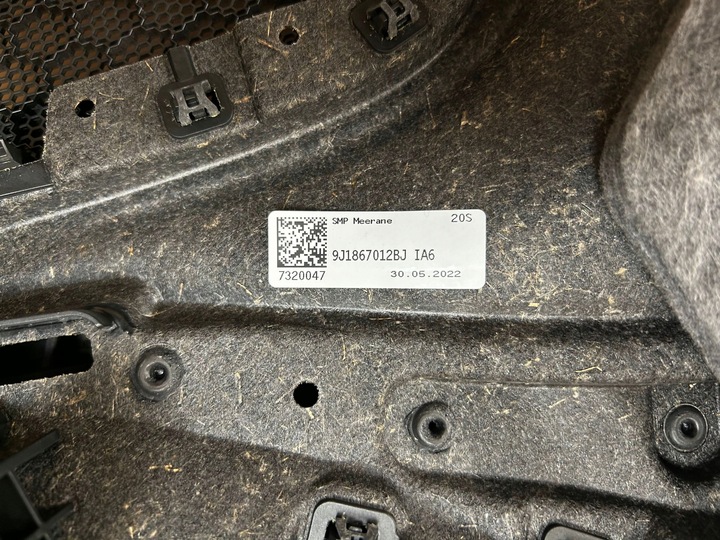 SMP Meerane 20S
9J1867012BJ IA6
7320047 30.05.2022